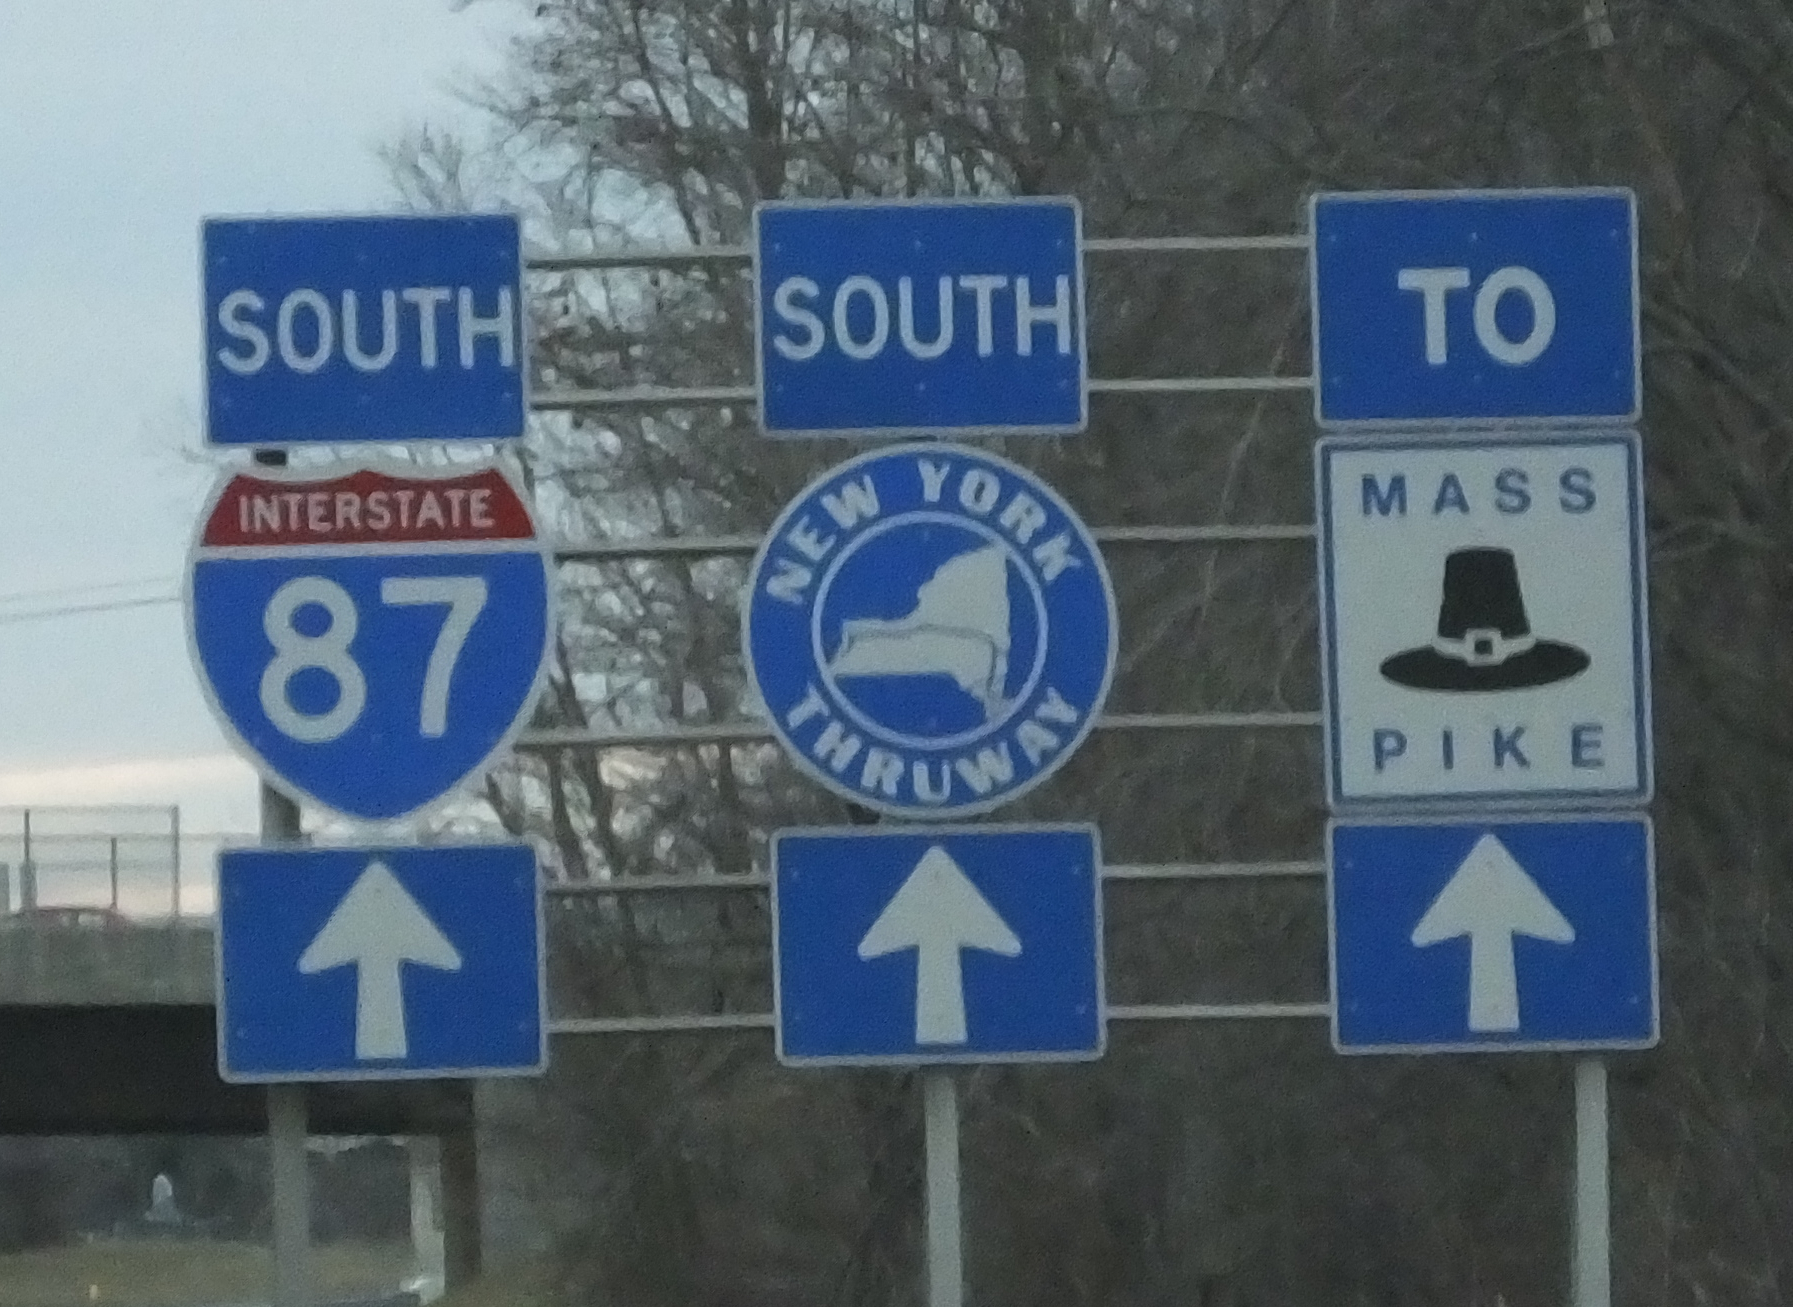 SOUTH
INTERSTATE
87
SOUTH
NEW YORK
THRUWAY
TO
MASS
PIKE